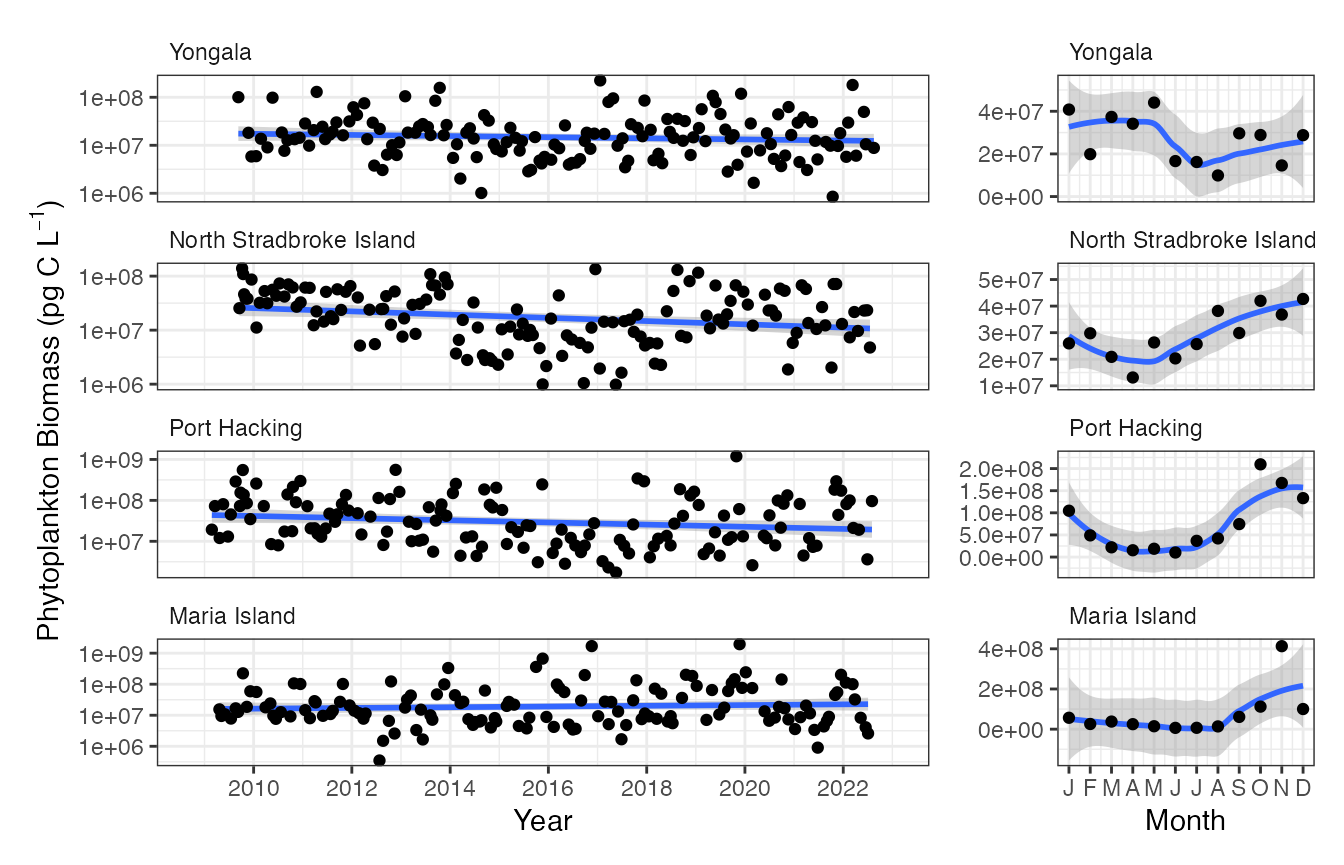 Yongala
1e+08
1e+07
1e+06
Yongala
4e+07
2e+07
0e+00
North Stradbroke Island
1e+08
1e+07
1e+06
North Stradbroke Island
5e+07
4e+07
3e+07
2e+07
1e+07
Phytoplankton Biomass (pg C L⁻¹)
Port Hacking
1e+09
1e+08
1e+07
Port Hacking
2.0e+08
1.5e+08
1.0e+08
5.0e+07
0.0e+00
Maria Island
1e+09
1e+08
1e+07
1e+06
Maria Island
4e+08
2e+08
0e+00
2010 2012 2014 2016 2018 2020 2022
Year
J F M A M J J A S O N D
Month